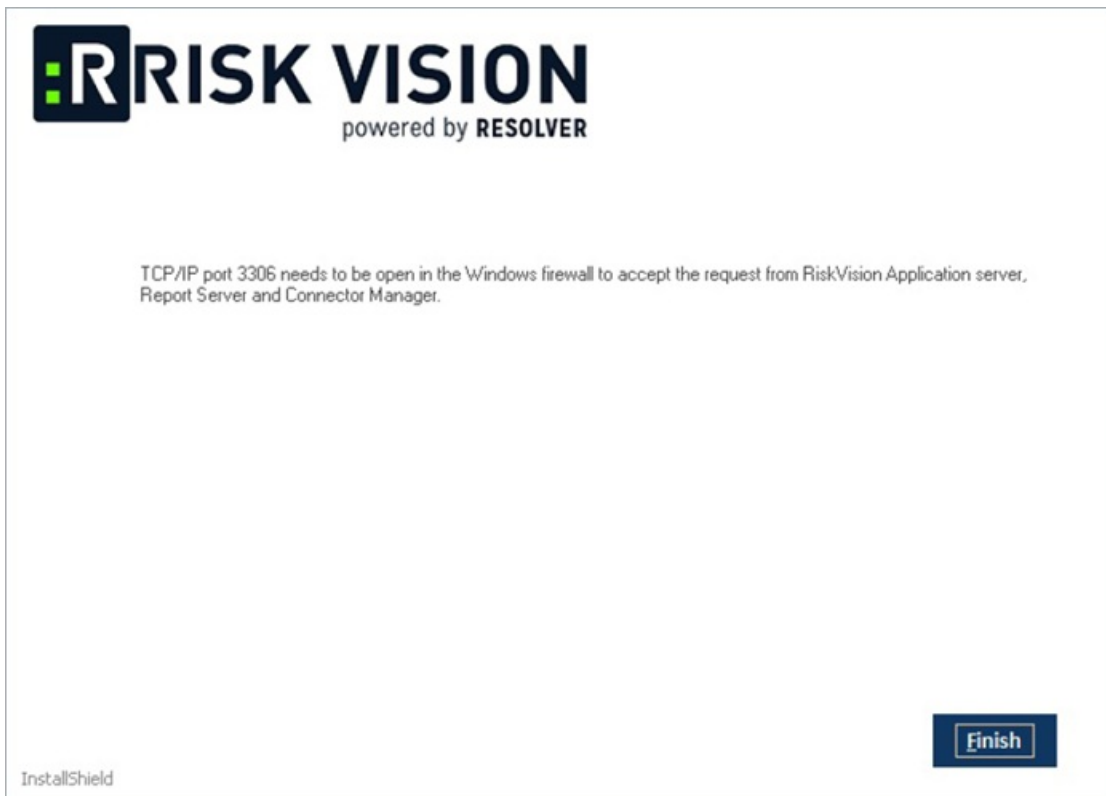 :R RISK VISION
powered by RESOLVER
TCP/IP port 3306 needs to be open in the Windows firewall to accept the request from RiskVision Application server,
Report Server and Connector Manager.
Finish
InstallShield